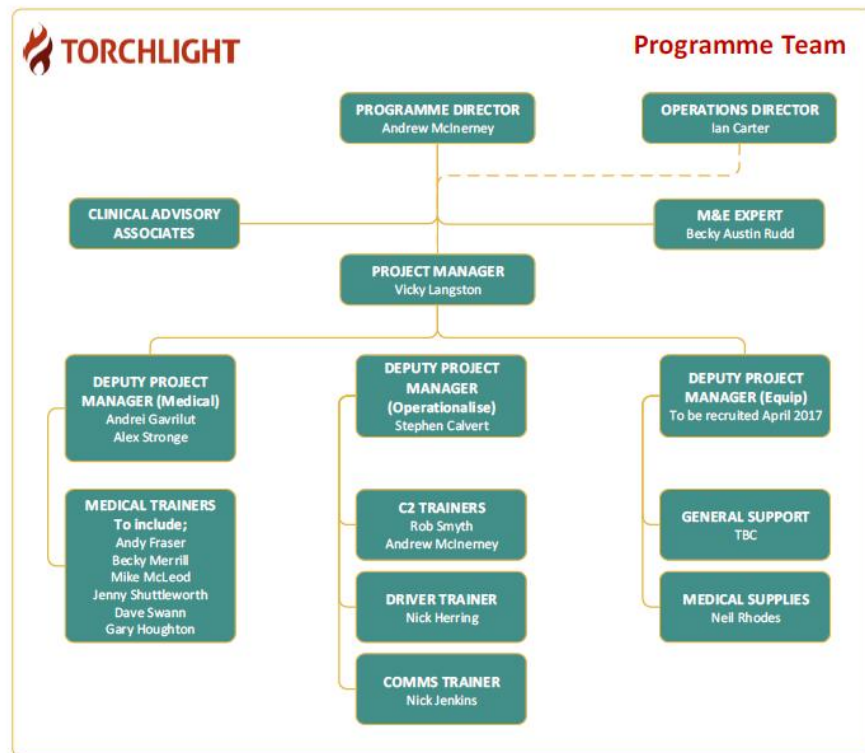 TORCHLIGHT
Programme Team
PROGRAMME DIRECTOR
Andrew McInerney
OPERATIONS DIRECTOR
Ian Carter
CLINICAL ADVISORY
ASSOCIATES
M&E EXPERT
Becky Austin Rudd
PROJECT MANAGER
Vicky Langston
DEPUTY PROJECT
MANAGER (Medical)
Andrei Gavrilut
Alex Stronge
DEPUTY PROJECT
MANAGER
(Operationalise)
Stephen Calvert
DEPUTY PROJECT
MANAGER (Equip)
To be recruited April 2017
MEDICAL TRAINERS
To include;
Andy Fraser
Becky Merrill
Mike McLeod
Jenny Shuttleworth
Dave Swann
Gary Houghton
C2 TRAINERS
Rob Smyth
Andrew McInerney
GENERAL SUPPORT
TBC
DRIVER TRAINER
Nick Herring
MEDICAL SUPPLIES
Neil Rhodes
COMMS TRAINER
Nick Jenkins